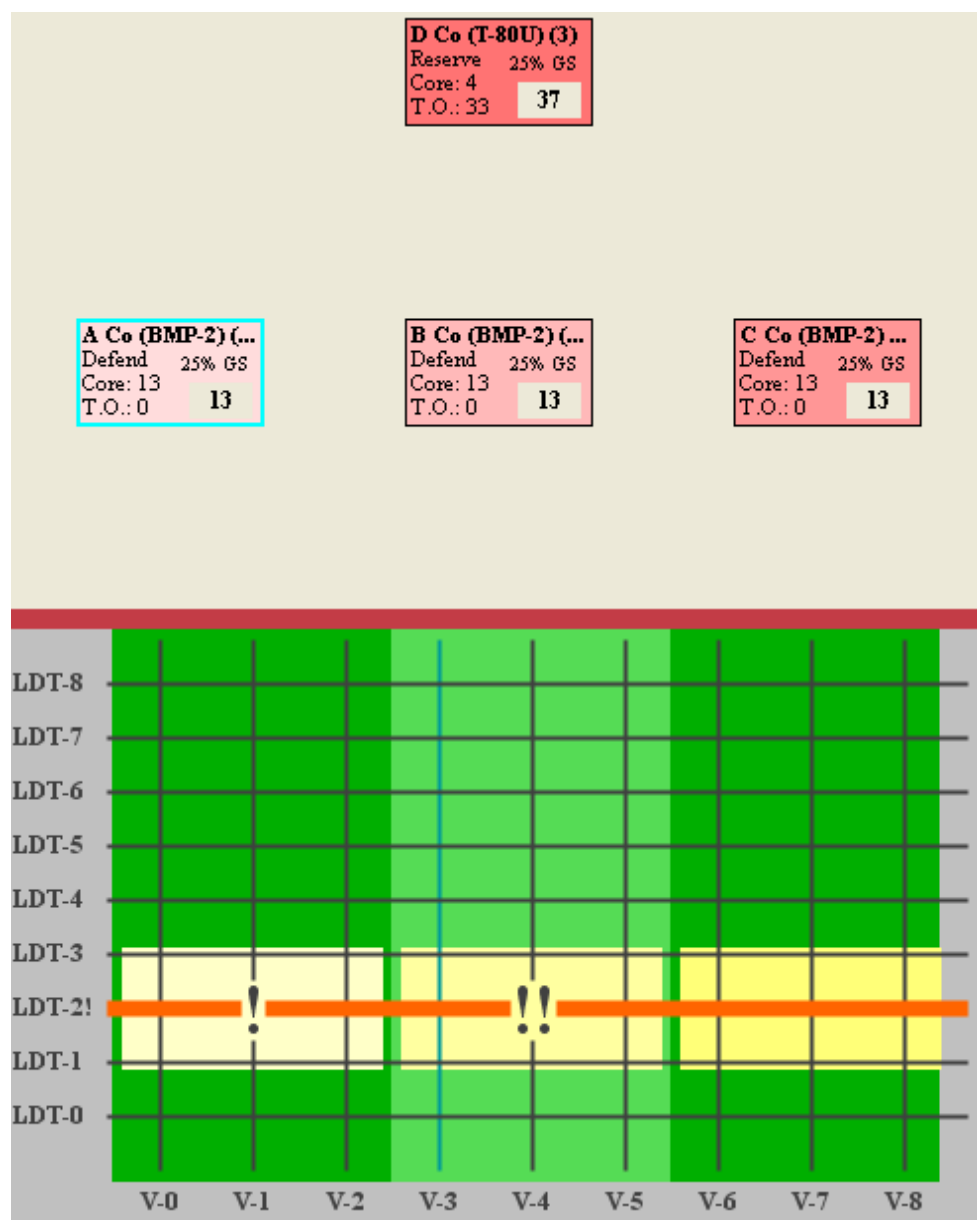 D Co (T-80U) (3)
Reserve 25% GS
Core: 4
T.O.: 33 37
A Co (BMP-2) (...
Defend 25% GS
Core: 13
T.O.: 0 13
B Co (BMP-2) (...
Defend 25% GS
Core: 13
T.O.: 0 13
C Co (BMP-2) ...
Defend 25% GS
Core: 13
T.O.: 0 13
LDT-8
LDT-7
LDT-6
LDT-5
LDT-4
LDT-3
LDT-2! ! !!
LDT-1
LDT-0
V-0 V-1 V-2 V-3 V-4 V-5 V-6 V-7 V-8